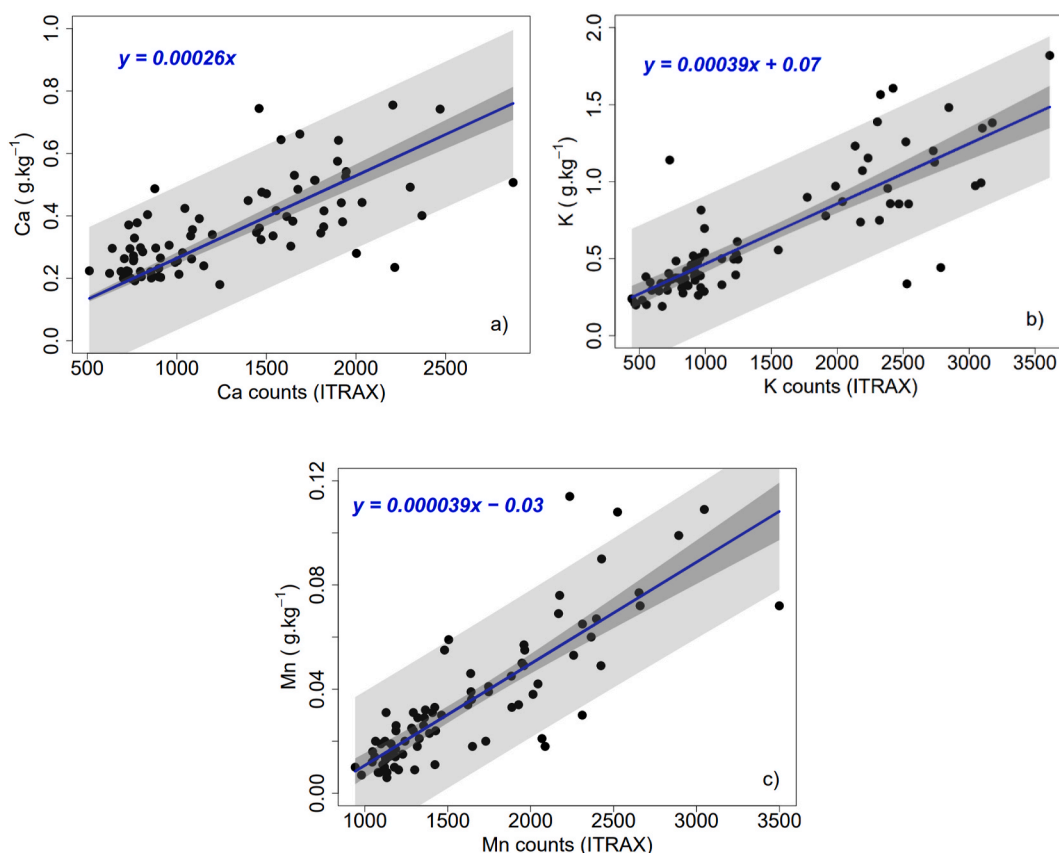 y = 0.00026x
Ca ( g.kg⁻¹)
0.0 0.2 0.4 0.6 0.8 1.0
a)
500 1000 1500 2000 2500
Ca counts (ITRAX)
y = 0.00039x + 0.07
K ( g.kg⁻¹)
0.0 0.5 1.0 1.5 2.0
b)
500 1000 1500 2000 2500 3000 3500
K counts (ITRAX)
y = 0.000039x − 0.03
Mn ( g.kg⁻¹)
0.00 0.04 0.08 0.12
c)
1000 1500 2000 2500 3000 3500
Mn counts (ITRAX)